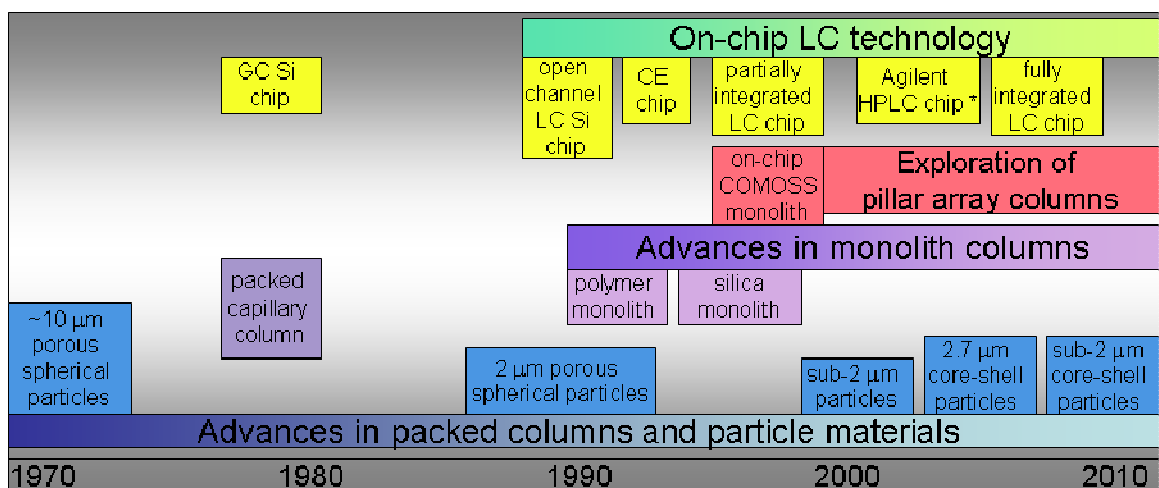 On-chip LC technology
GC Si
chip
open
channel
LC Si
chip
CE
chip
partially
integrated
LC chip
Agilent
HPLC chip *
fully
integrated
LC chip
on-chip
COMOSS
monolith
Exploration of
pillar array columns
Advances in monolith columns
packed
capillary
column
polymer
monolith
silica
monolith
~10 µm
porous
spherical
particles
2 µm porous
spherical particles
sub-2 µm
particles
2.7 µm
core-shell
particles
sub-2 µm
core-shell
particles
Advances in packed columns and particle materials
1970 1980 1990 2000 2010